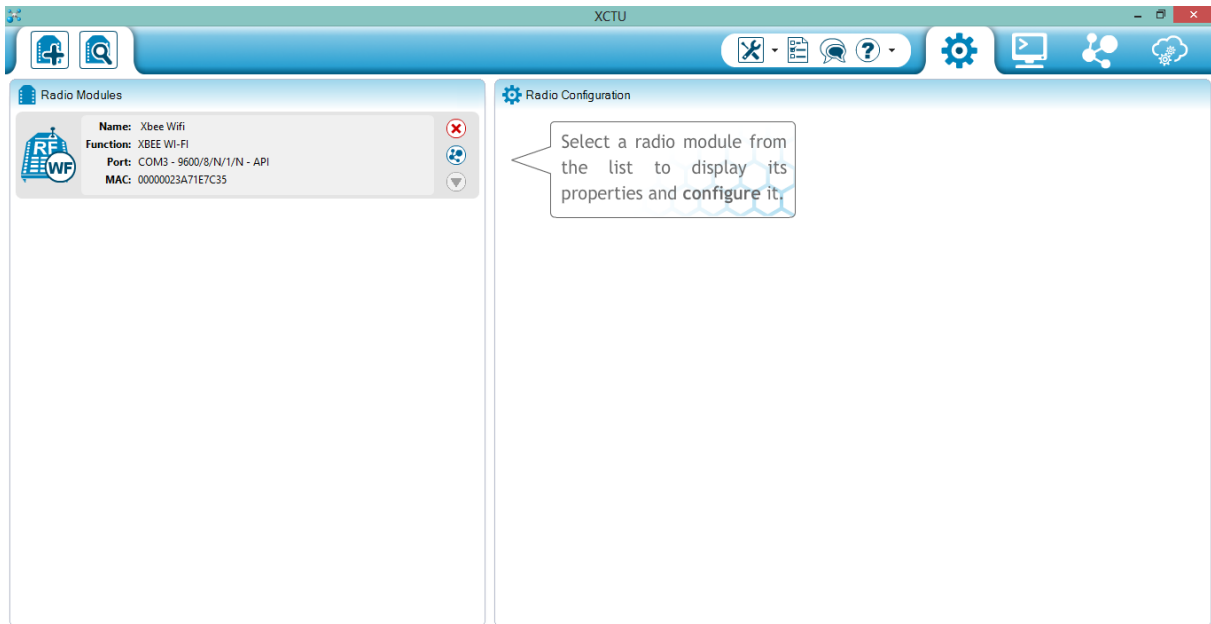 XCTU
Radio Modules
Name: Xbee Wifi
Function: XBEE WI-FI
Port: COM3 - 9600/8/N/1/N - API
MAC: 00000023A71E7C35
RF
WF
Radio Configuration
Select a radio module from
the list to display its
properties and configure it.